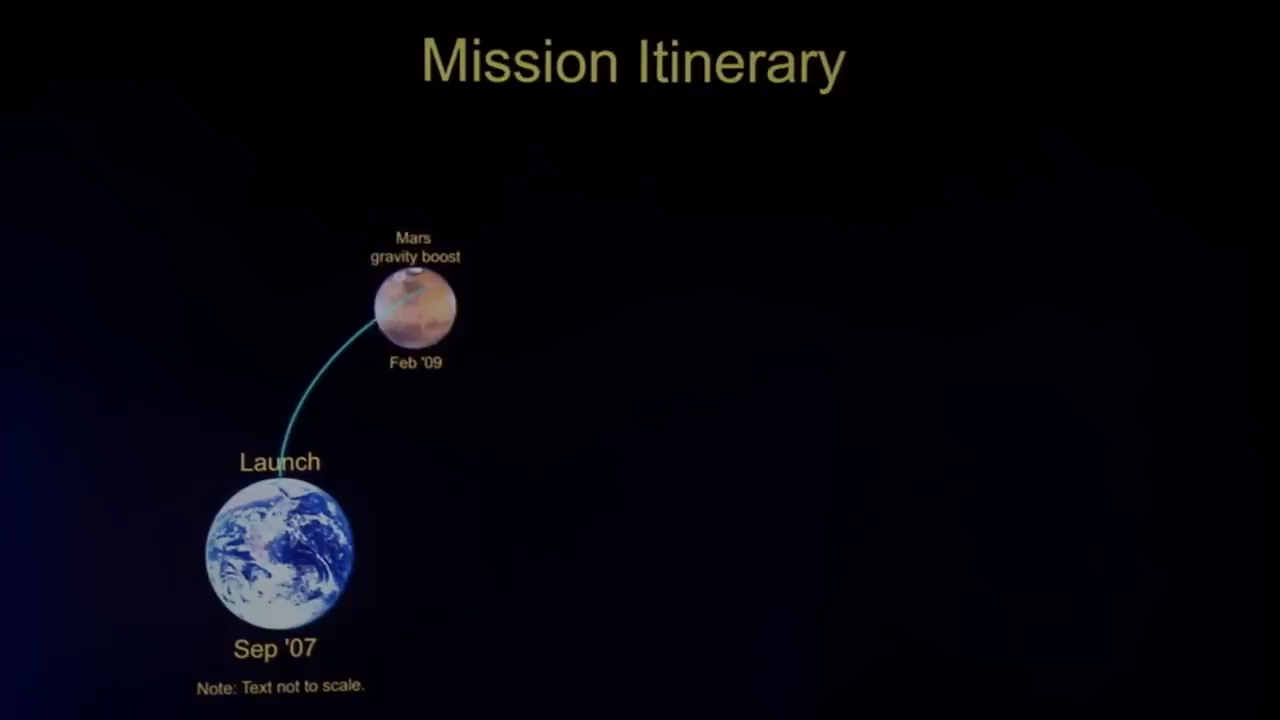 Mission Itinerary
Mars
gravity boost
Feb '09
Launch
Sep '07
Note: Text not to scale.